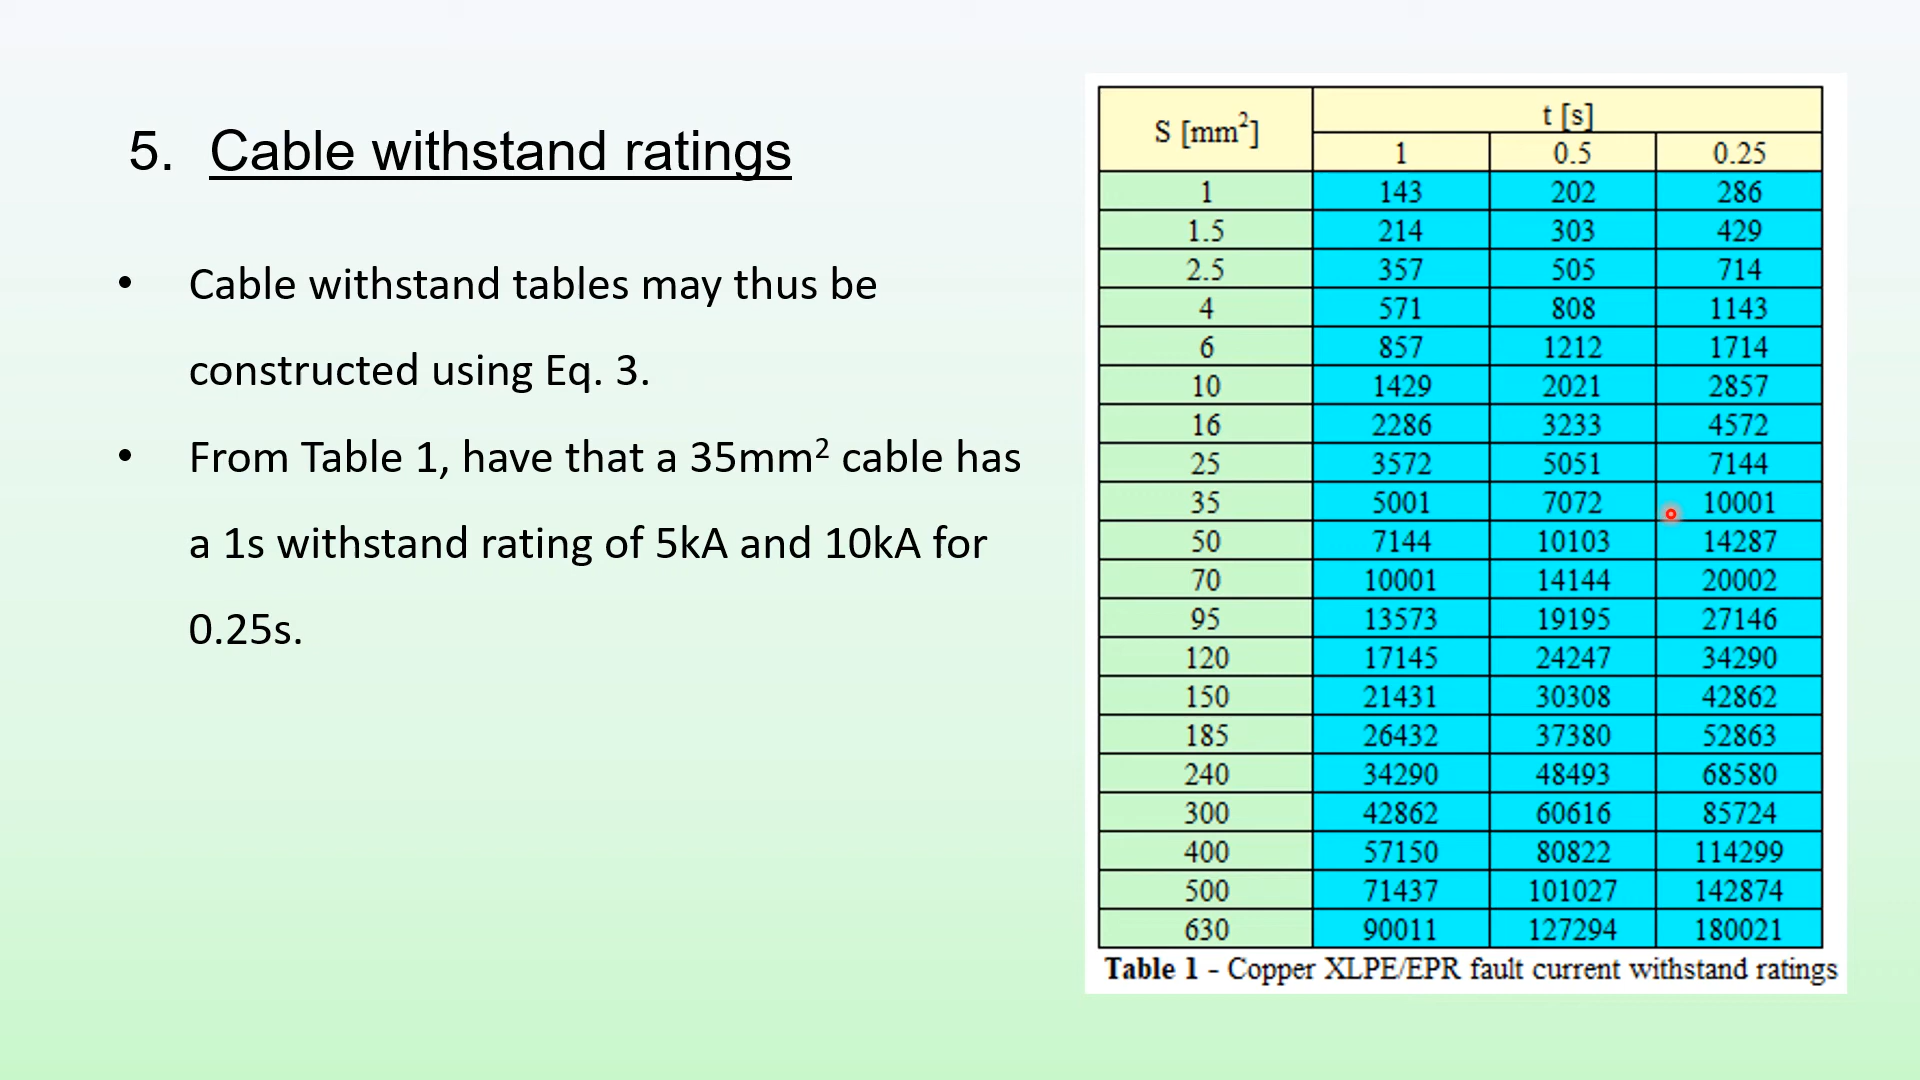 5. Cable withstand ratings
• Cable withstand tables may thus be
constructed using Eq. 3.
• From Table 1, have that a 35mm² cable has
a 1s withstand rating of 5kA and 10kA for
0.25s.
S [mm²] t [s]
1 0.5 0.25
1 143 202 286
1.5 214 303 429
2.5 357 505 714
4 571 808 1143
6 857 1212 1714
10 1429 2021 2857
16 2286 3233 4572
25 3572 5051 7144
35 5001 7072 10001
50 7144 10103 14287
70 10001 14144 20002
95 13573 19195 27146
120 17145 24247 34290
150 21431 30308 42862
185 26432 37380 52863
240 34290 48493 68580
300 42862 60616 85724
400 57150 80822 114299
500 71437 101027 142874
630 90011 127294 180021
Table 1 - Copper XLPE/EPR fault current withstand ratings